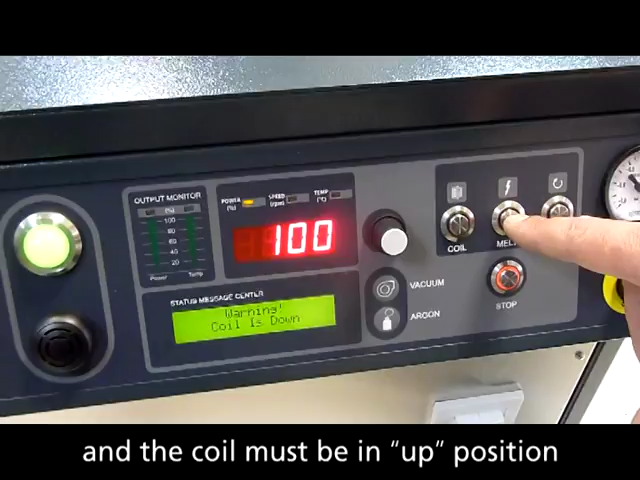 OUTPUT MONITOR
(%)
100
80
60
40
20
Power
Temp
POWER
(%)
SPEED
(rpm)
TEMP
(°C)
100
STATUS MESSAGE CENTER
Warning!
Coil Is Down
VACUUM
ARGON
COIL
MELT
STOP
and the coil must be in “up” position